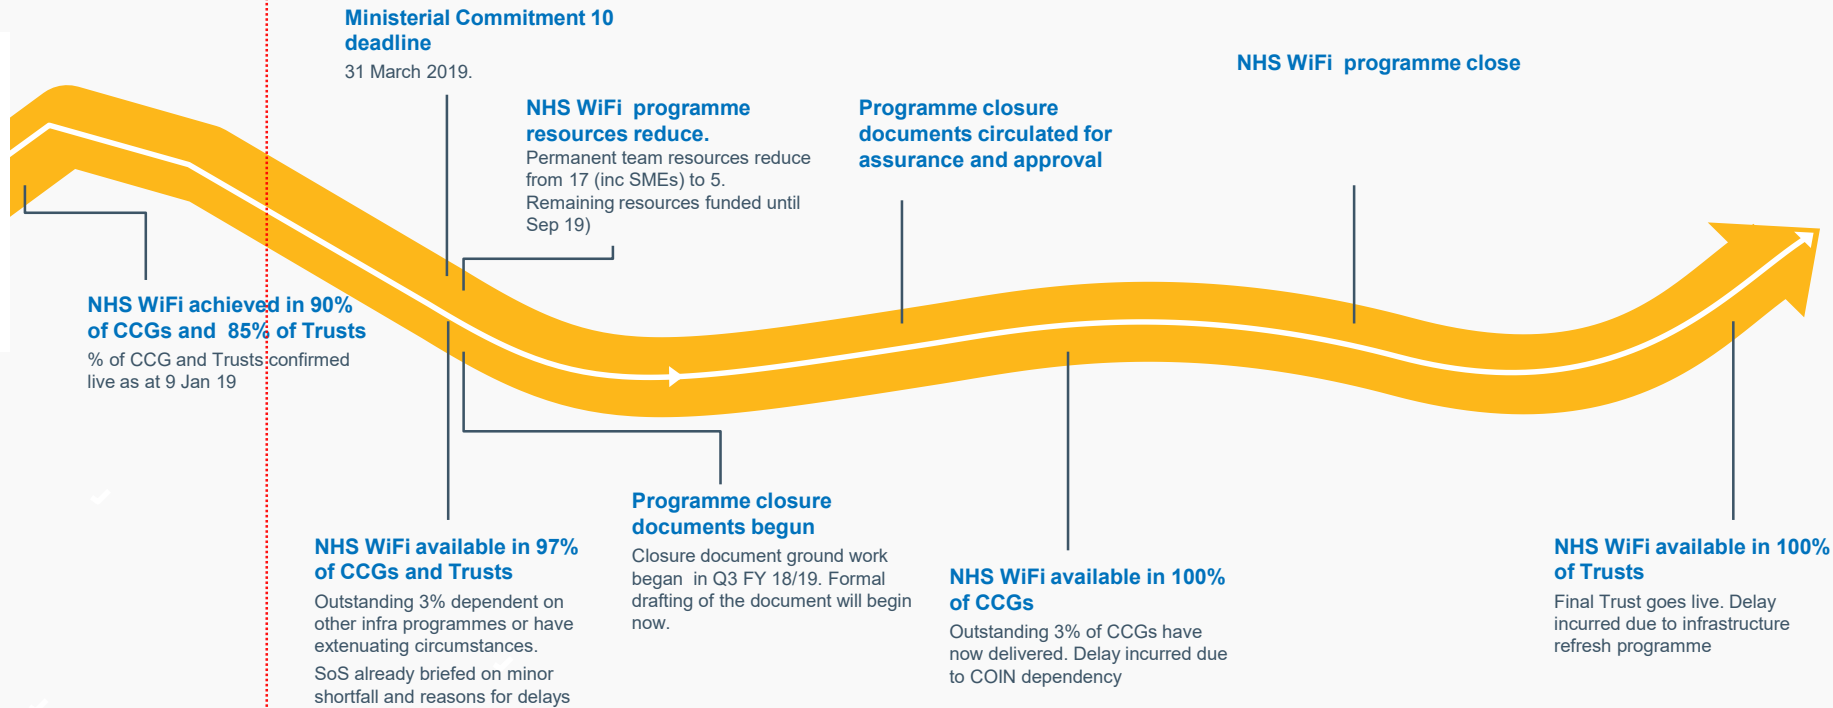 Ministerial Commitment 10
deadline
31 March 2019.
NHS WiFi programme
resources reduce.
Permanent team resources reduce
from 17 (inc SMEs) to 5.
Remaining resources funded until
Sep 19)
Programme closure
documents circulated for
assurance and approval
NHS WiFi programme close
NHS WiFi achieved in 90%
of CCGs and 85% of Trusts
% of CCG and Trusts confirmed
live as at 9 Jan 19
NHS WiFi available in 97%
of CCGs and Trusts
Outstanding 3% dependent on
other infra programmes or have
extenuating circumstances.
SoS already briefed on minor
shortfall and reasons for delays
Programme closure
documents begun
Closure document ground work
began in Q3 FY 18/19. Formal
drafting of the document will begin
now.
NHS WiFi available in 100%
of CCGs
Outstanding 3% of CCGs have
now delivered. Delay incurred due
to COIN dependency
NHS WiFi available in 100%
of Trusts
Final Trust goes live. Delay
incurred due to infrastructure
refresh programme